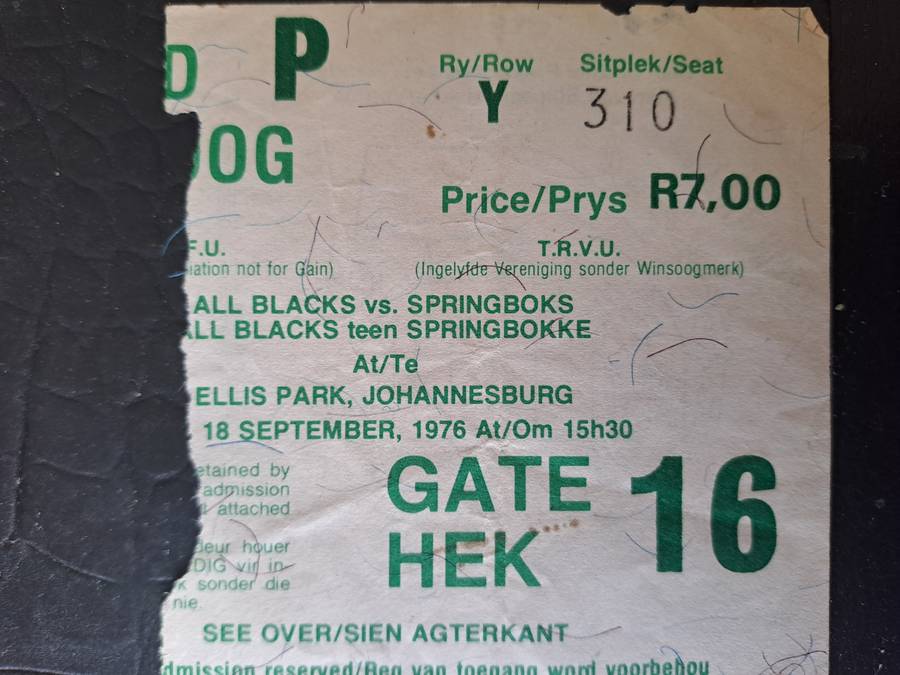 D P
Ry/Row Sitplek/Seat
Y 310
OG
Price/Prys R7,00
F.U. T.R.V.U.
iation not for Gain) (Ingelyfde Vereniging sonder Winsoogmerk)
ALL BLACKS vs. SPRINGBOKS
ALL BLACKS teen SPRINGBOKKE
At/Te
ELLIS PARK, JOHANNESBURG
18 SEPTEMBER, 1976 At/Om 15h30
etained by
admission
attached
deur houer
DIG vir in-
k sonder die
nie.
GATE 16
HEK
SEE OVER/SIEN AGTERKANT
dmission reserved/Reg van toegang word voorbehou